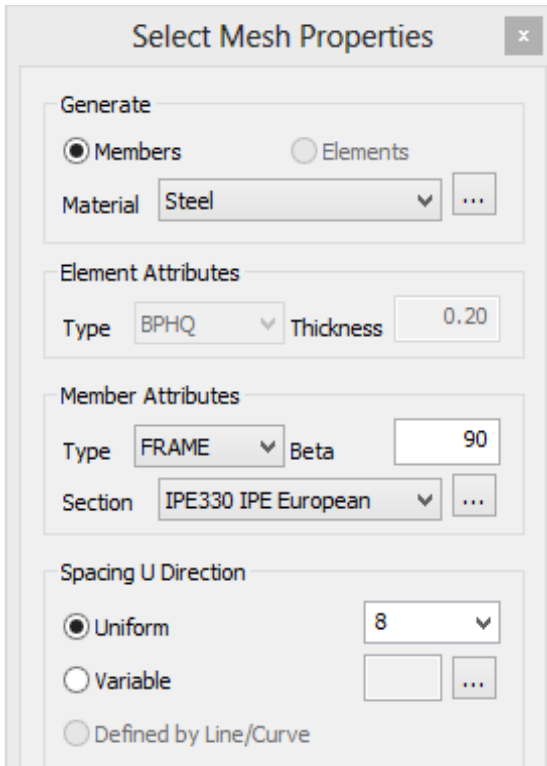 Select Mesh Properties x
Generate
Members Elements
Material Steel ...
Element Attributes
Type BPHQ Thickness 0.20
Member Attributes
Type FRAME Beta 90
Section IPE330 IPE European ...
Spacing U Direction
Uniform 8
Variable ...
Defined by Line/Curve